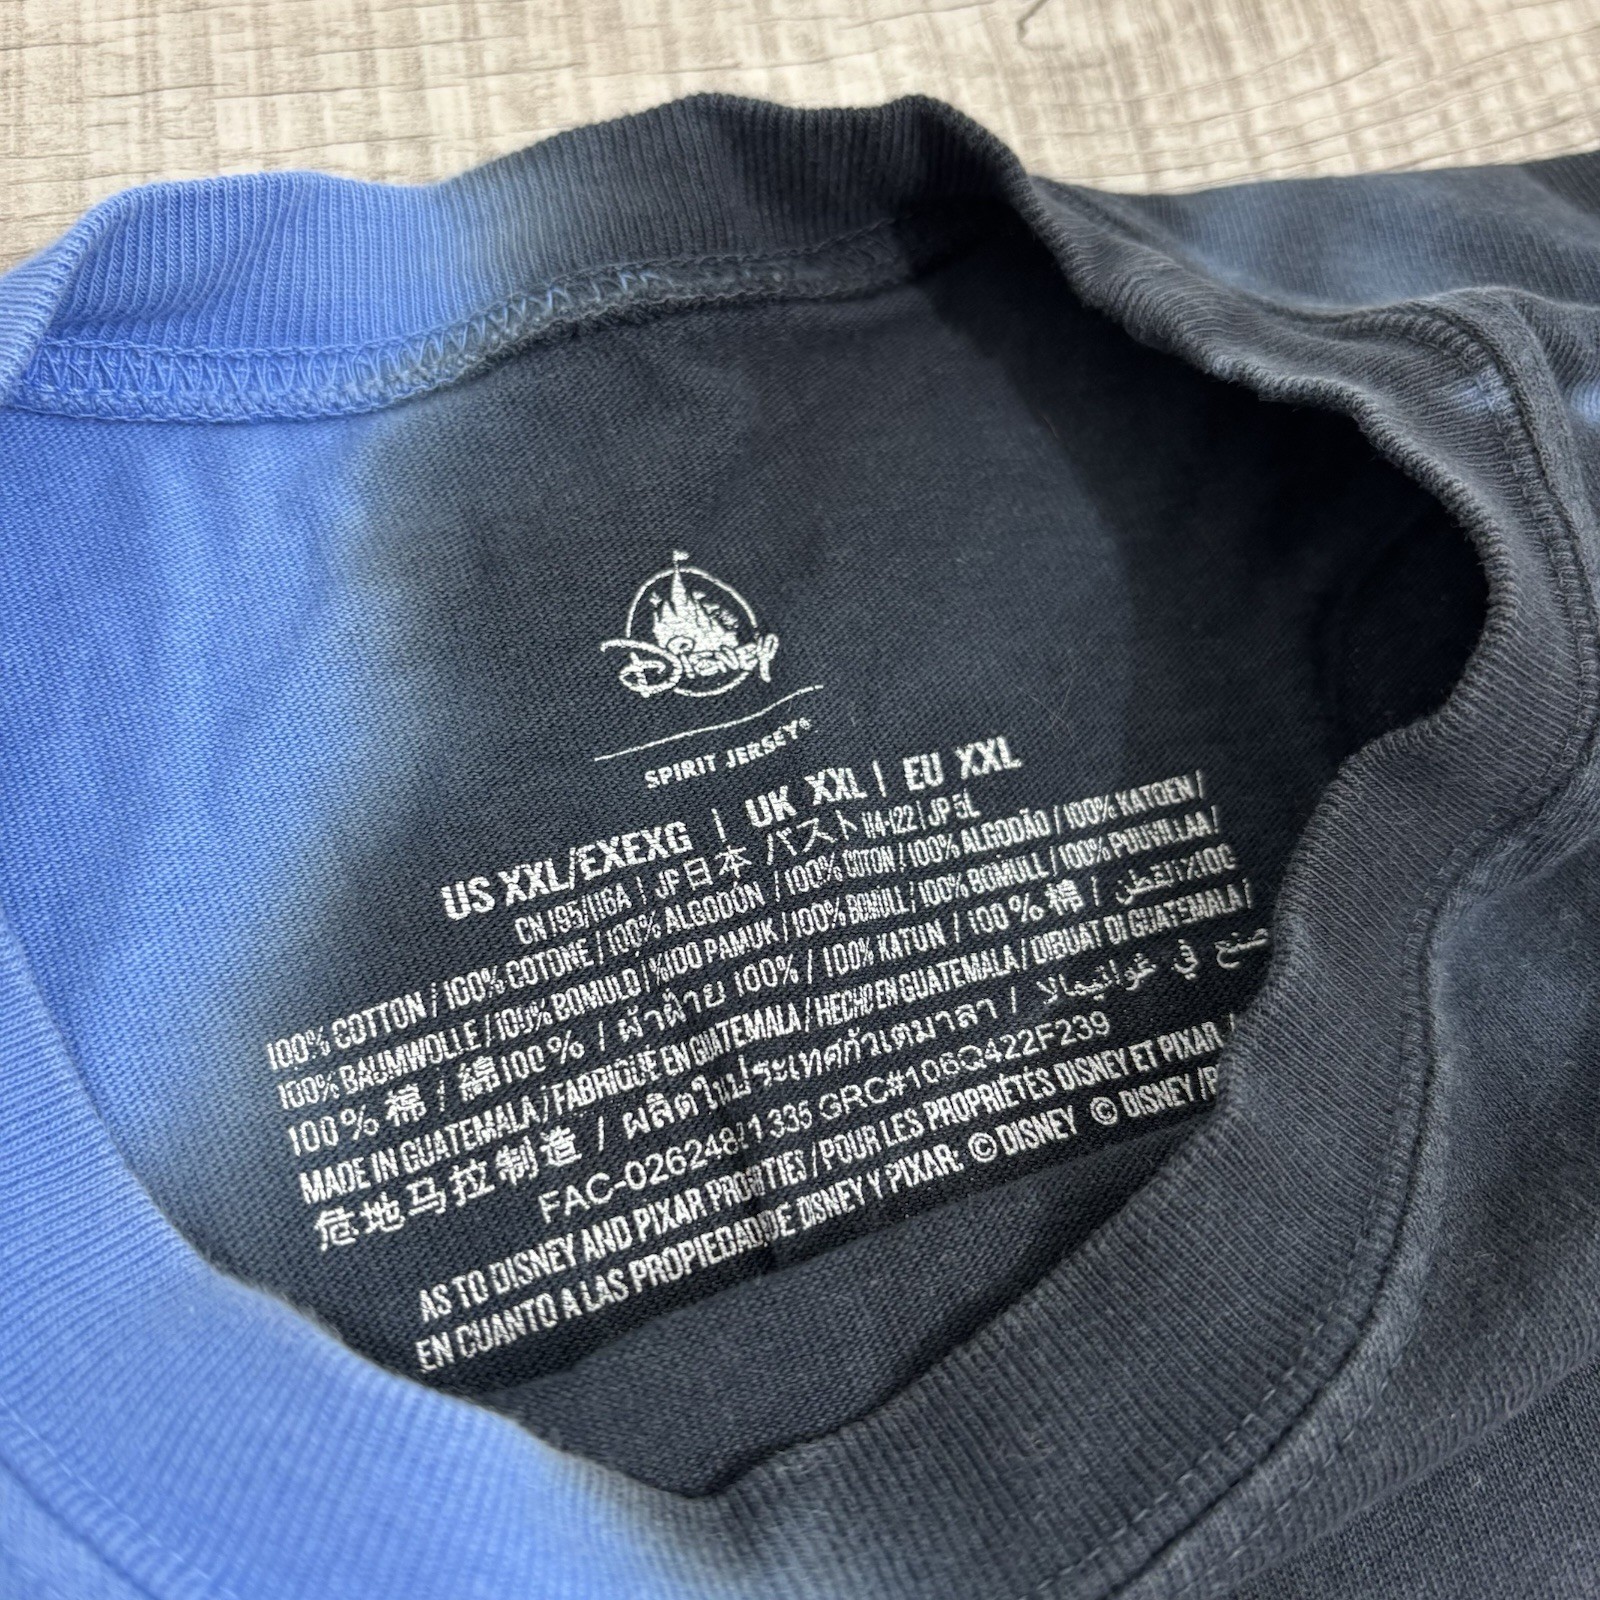 Disney
SPIRIT JERSEY®
US XXL/EXEXG | UK XXL | EU XXL
CN 195/116A | JP日本 バスト 114-122 | JP 5L
100% COTTON / 100% COTONE / 100% ALGODÓN / 100% COTON / 100% ALGODÃO / 100% KATOEN /
100% BAUMWOLLE / 100% BOMULD / %100 PAMUK / 100% BOMULL / 100% BOMULL / 100% PUUVILLAA /
100% 棉 / 綿100% / ผ้าฝ้าย 100% / 100% KATUN / 100%棉 / القطن٪100
MADE IN GUATEMALA / FABRIQUÉ EN GUATEMALA / HECHO EN GUATEMALA / DIBUAT DI GUATEMALA /
危地马拉制造 / ผลิตในประเทศกัวเตมาลา / صنع في غواتيمالا
FAC-026248 1335 GRC#106Q422F239
AS TO DISNEY AND PIXAR PROPERTIES / POUR LES PROPRIÉTÉS DISNEY ET PIXAR /
EN CUANTO A LAS PROPIEDADES DE DISNEY Y PIXAR: © DISNEY © DISNEY /P